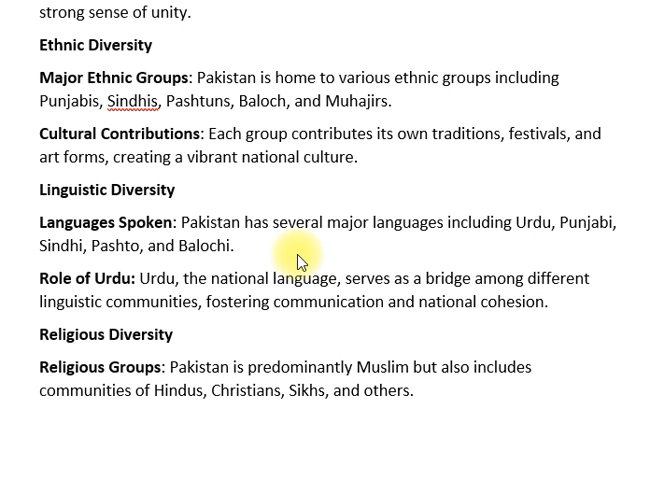 strong sense of unity.
Ethnic Diversity
Major Ethnic Groups: Pakistan is home to various ethnic groups including
Punjabis, Sindhis, Pashtuns, Baloch, and Muhajirs.
Cultural Contributions: Each group contributes its own traditions, festivals, and
art forms, creating a vibrant national culture.
Linguistic Diversity
Languages Spoken: Pakistan has several major languages including Urdu, Punjabi,
Sindhi, Pashto, and Balochi.
Role of Urdu: Urdu, the national language, serves as a bridge among different
linguistic communities, fostering communication and national cohesion.
Religious Diversity
Religious Groups: Pakistan is predominantly Muslim but also includes
communities of Hindus, Christians, Sikhs, and others.